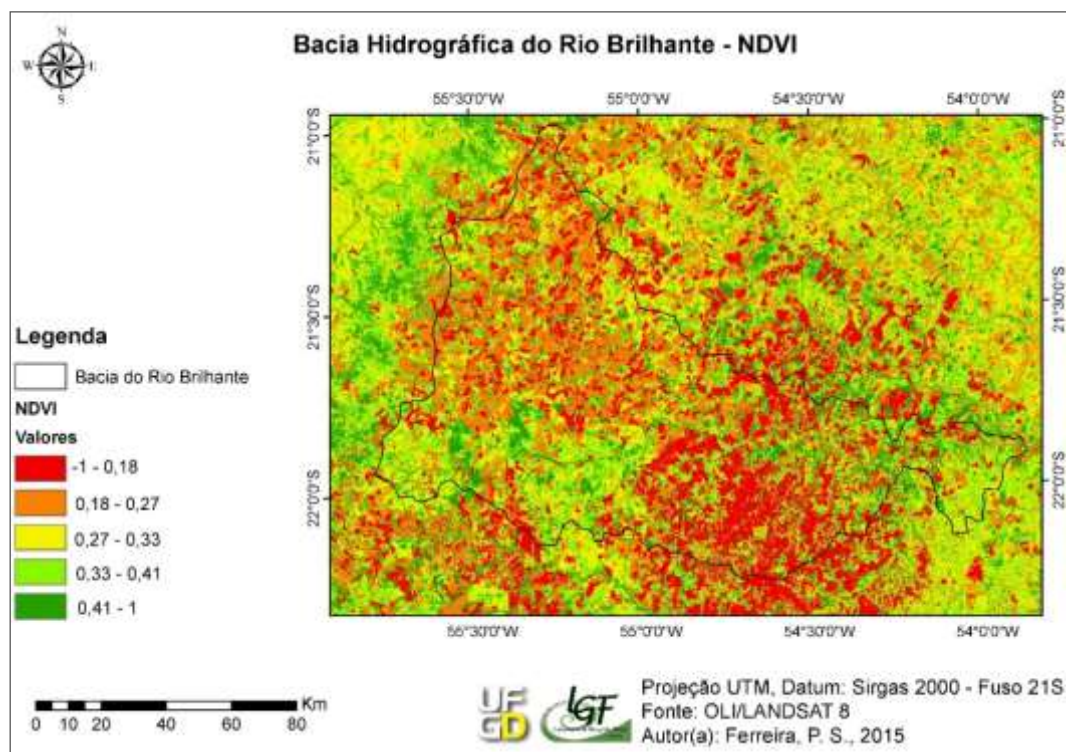 Bacia Hidrográfica do Rio Brilhante - NDVI
N
W E
S
55°30'0"W 55°0'0"W 54°30'0"W 54°0'0"W
21°0'0"S 21°0'0"S
21°30'0"S 21°30'0"S
22°0'0"S 22°0'0"S
55°30'0"W 55°0'0"W 54°30'0"W 54°0'0"W
Legenda
Bacia do Rio Brilhante
NDVI
Valores
-1 - 0,18
0,18 - 0,27
0,27 - 0,33
0,33 - 0,41
0,41 - 1
Km
0 5 10 20 40 60 80
UF
GD
LGF
Projeção UTM, Datum: Sirgas 2000 - Fuso 21S
Fonte: OLI/LANDSAT 8
Autor(a): Ferreira, P. S., 2015